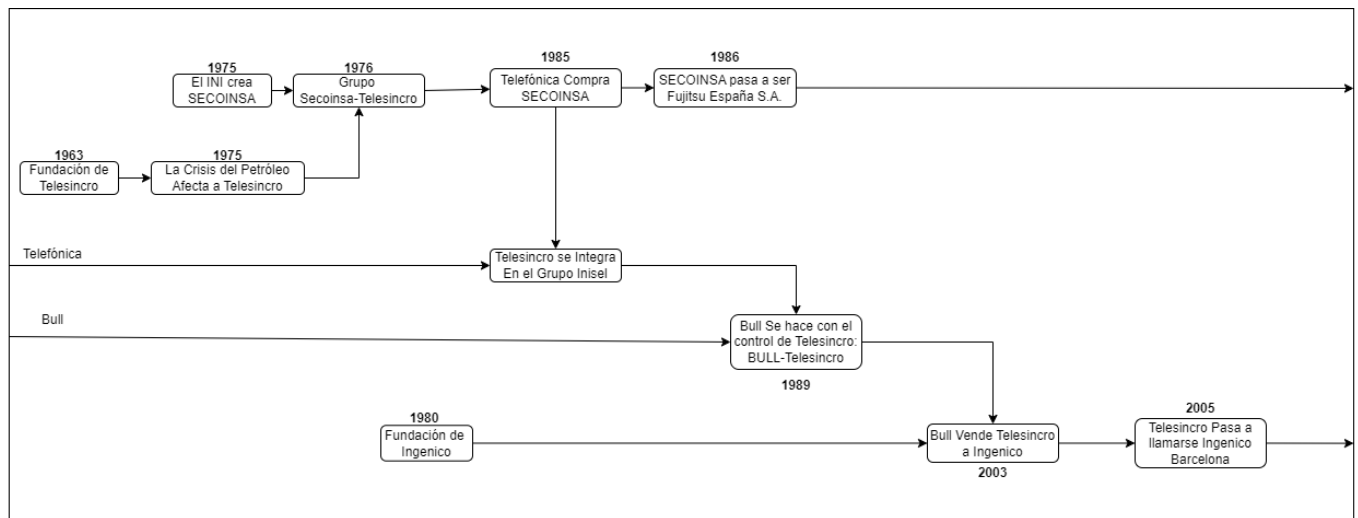 1975
El INI crea
SECOINSA
1976
Grupo
Secoinsa-Telesincro
1985
Telefónica Compra
SECOINSA
1986
SECOINSA pasa a ser
Fujitsu España S.A.
1963
Fundación de
Telesincro
1975
La Crisis del Petróleo
Afecta a Telesincro
Telefónica
Telesincro se Integra
En el Grupo Inisel
Bull
Bull Se hace con el
control de Telesincro:
BULL-Telesincro
1989
1980
Fundación de
Ingenico
Bull Vende Telesincro
a Ingenico
2003
2005
Telesincro Pasa a
llamarse Ingenico
Barcelona